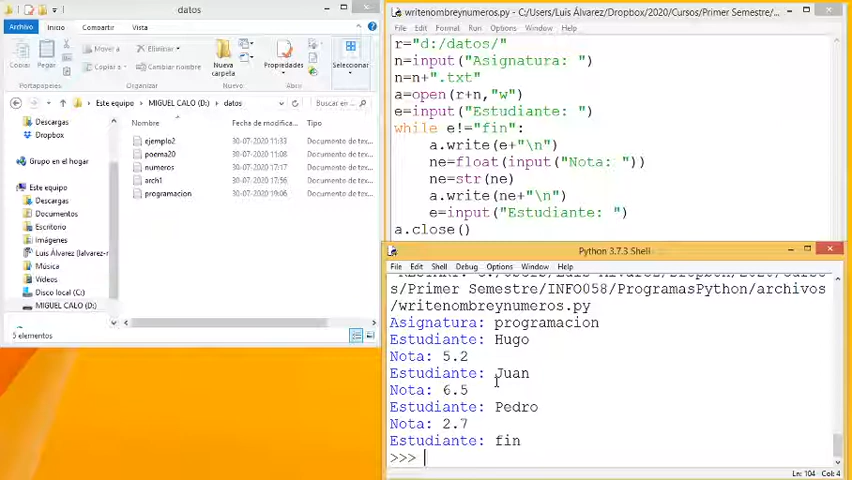 datos
Archivo Inicio Compartir Vista
Mover a Eliminar
Copiar a Cambiar nombre
Copiar Pegar Nueva carpeta Propiedades Seleccionar
Este equipo MIGUEL CALO (D:) datos Buscar en ...
Nombre Fecha de modifica... Tipo
Descargas
Dropbox
Grupo en el hogar
Este equipo
Descargas
Documentos
Escritorio
Imágenes
Luis Álvarez (lalvarez-r
Música
Videos
Disco local (C:)
MIGUEL CALO (D:)
ejemplo2 30-07-2020 11:33 Documento de tex...
poema20 30-07-2020 11:08 Documento de tex...
numeros 30-07-2020 17:17 Documento de tex...
arch1 30-07-2020 17:56 Documento de tex...
programacion 30-07-2020 19:06 Documento de tex...
5 elementos
writenombreynumeros.py - C:/Users/Luis Álvarez/Dropbox/2020/Cursos/Primer Semestre/...
File Edit Format Run Options Window Help
r="d:/datos/"
n=input("Asignatura: ")
n=n+".txt"
a=open(r+n,"w")
e=input("Estudiante: ")
while e!="fin":
a.write(e+"\n")
ne=float(input("Nota: "))
ne=str(ne)
a.write(ne+"\n")
e=input("Estudiante: ")
a.close()
Python 3.7.3 Shell
File Edit Shell Debug Options Window Help
s/Primer Semestre/INFO058/ProgramasPython/archivos
/writenombreynumeros.py
Asignatura: programacion
Estudiante: Hugo
Nota: 5.2
Estudiante: Juan
Nota: 6.5
Estudiante: Pedro
Nota: 2.7
Estudiante: fin
>>>
Ln: 104 Col: 4